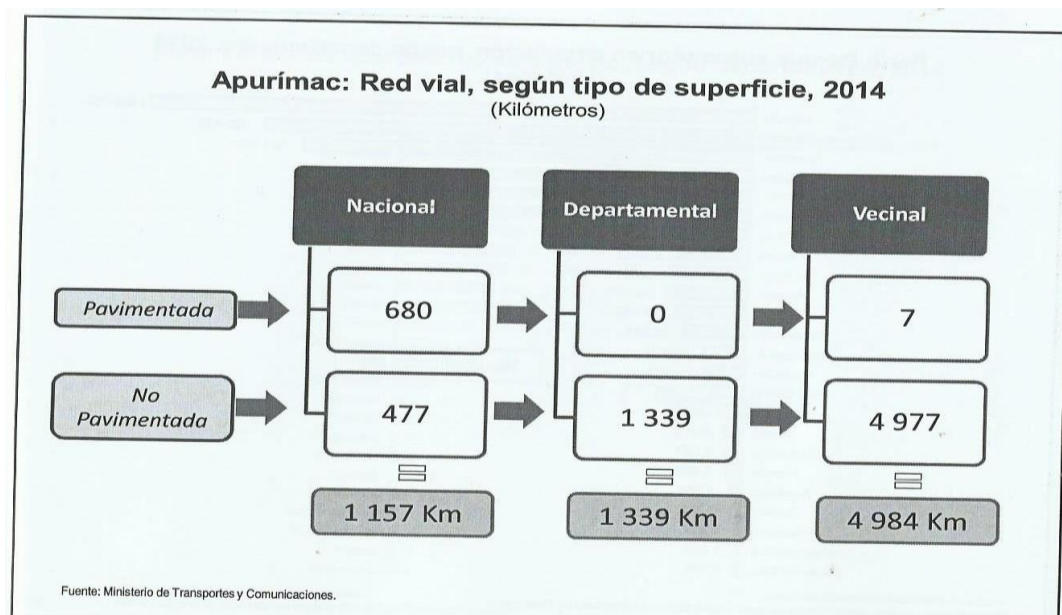 Apurímac: Red vial, según tipo de superficie, 2014
(Kilómetros)
Nacional
Departamental
Vecinal
Pavimentada
680
0
7
No
Pavimentada
477
1 339
4 977
1 157 Km
1 339 Km
4 984 Km
Fuente: Ministerio de Transportes y Comunicaciones.